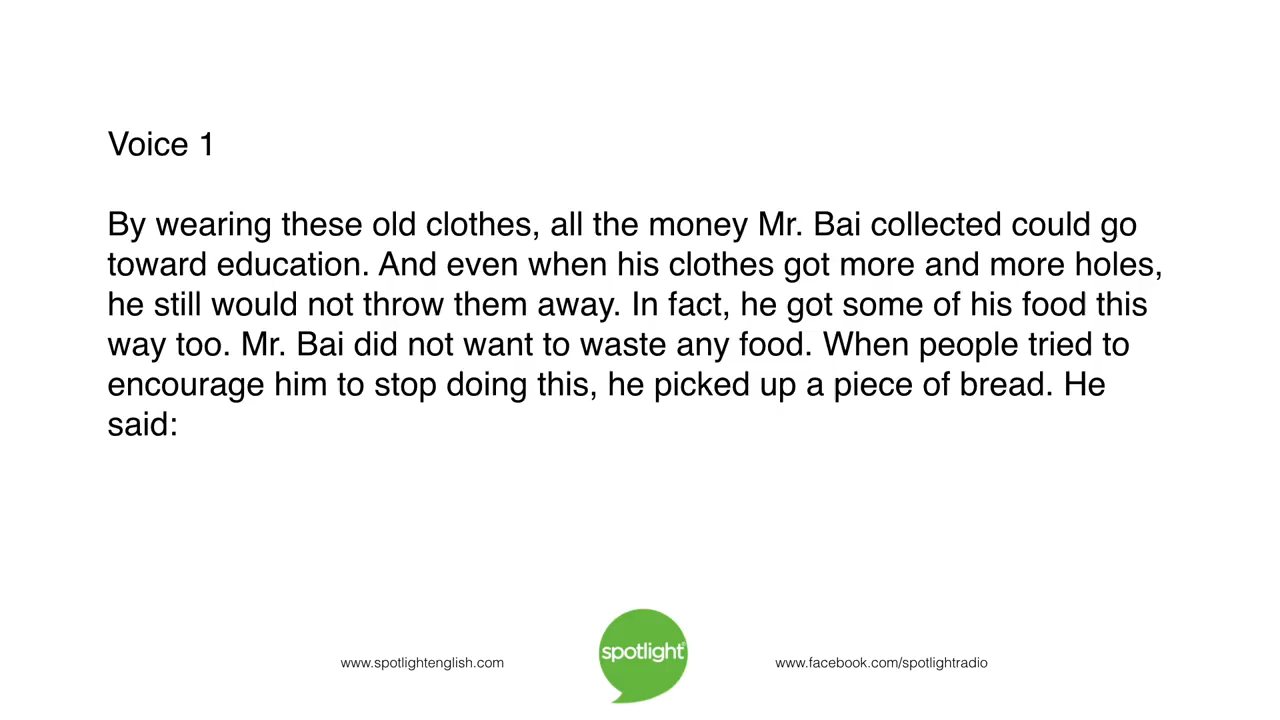 Voice 1
By wearing these old clothes, all the money Mr. Bai collected could go
toward education. And even when his clothes got more and more holes,
he still would not throw them away. In fact, he got some of his food this
way too. Mr. Bai did not want to waste any food. When people tried to
encourage him to stop doing this, he picked up a piece of bread. He
said:
www.spotlightenglish.com
spotlight®
www.facebook.com/spotlightradio